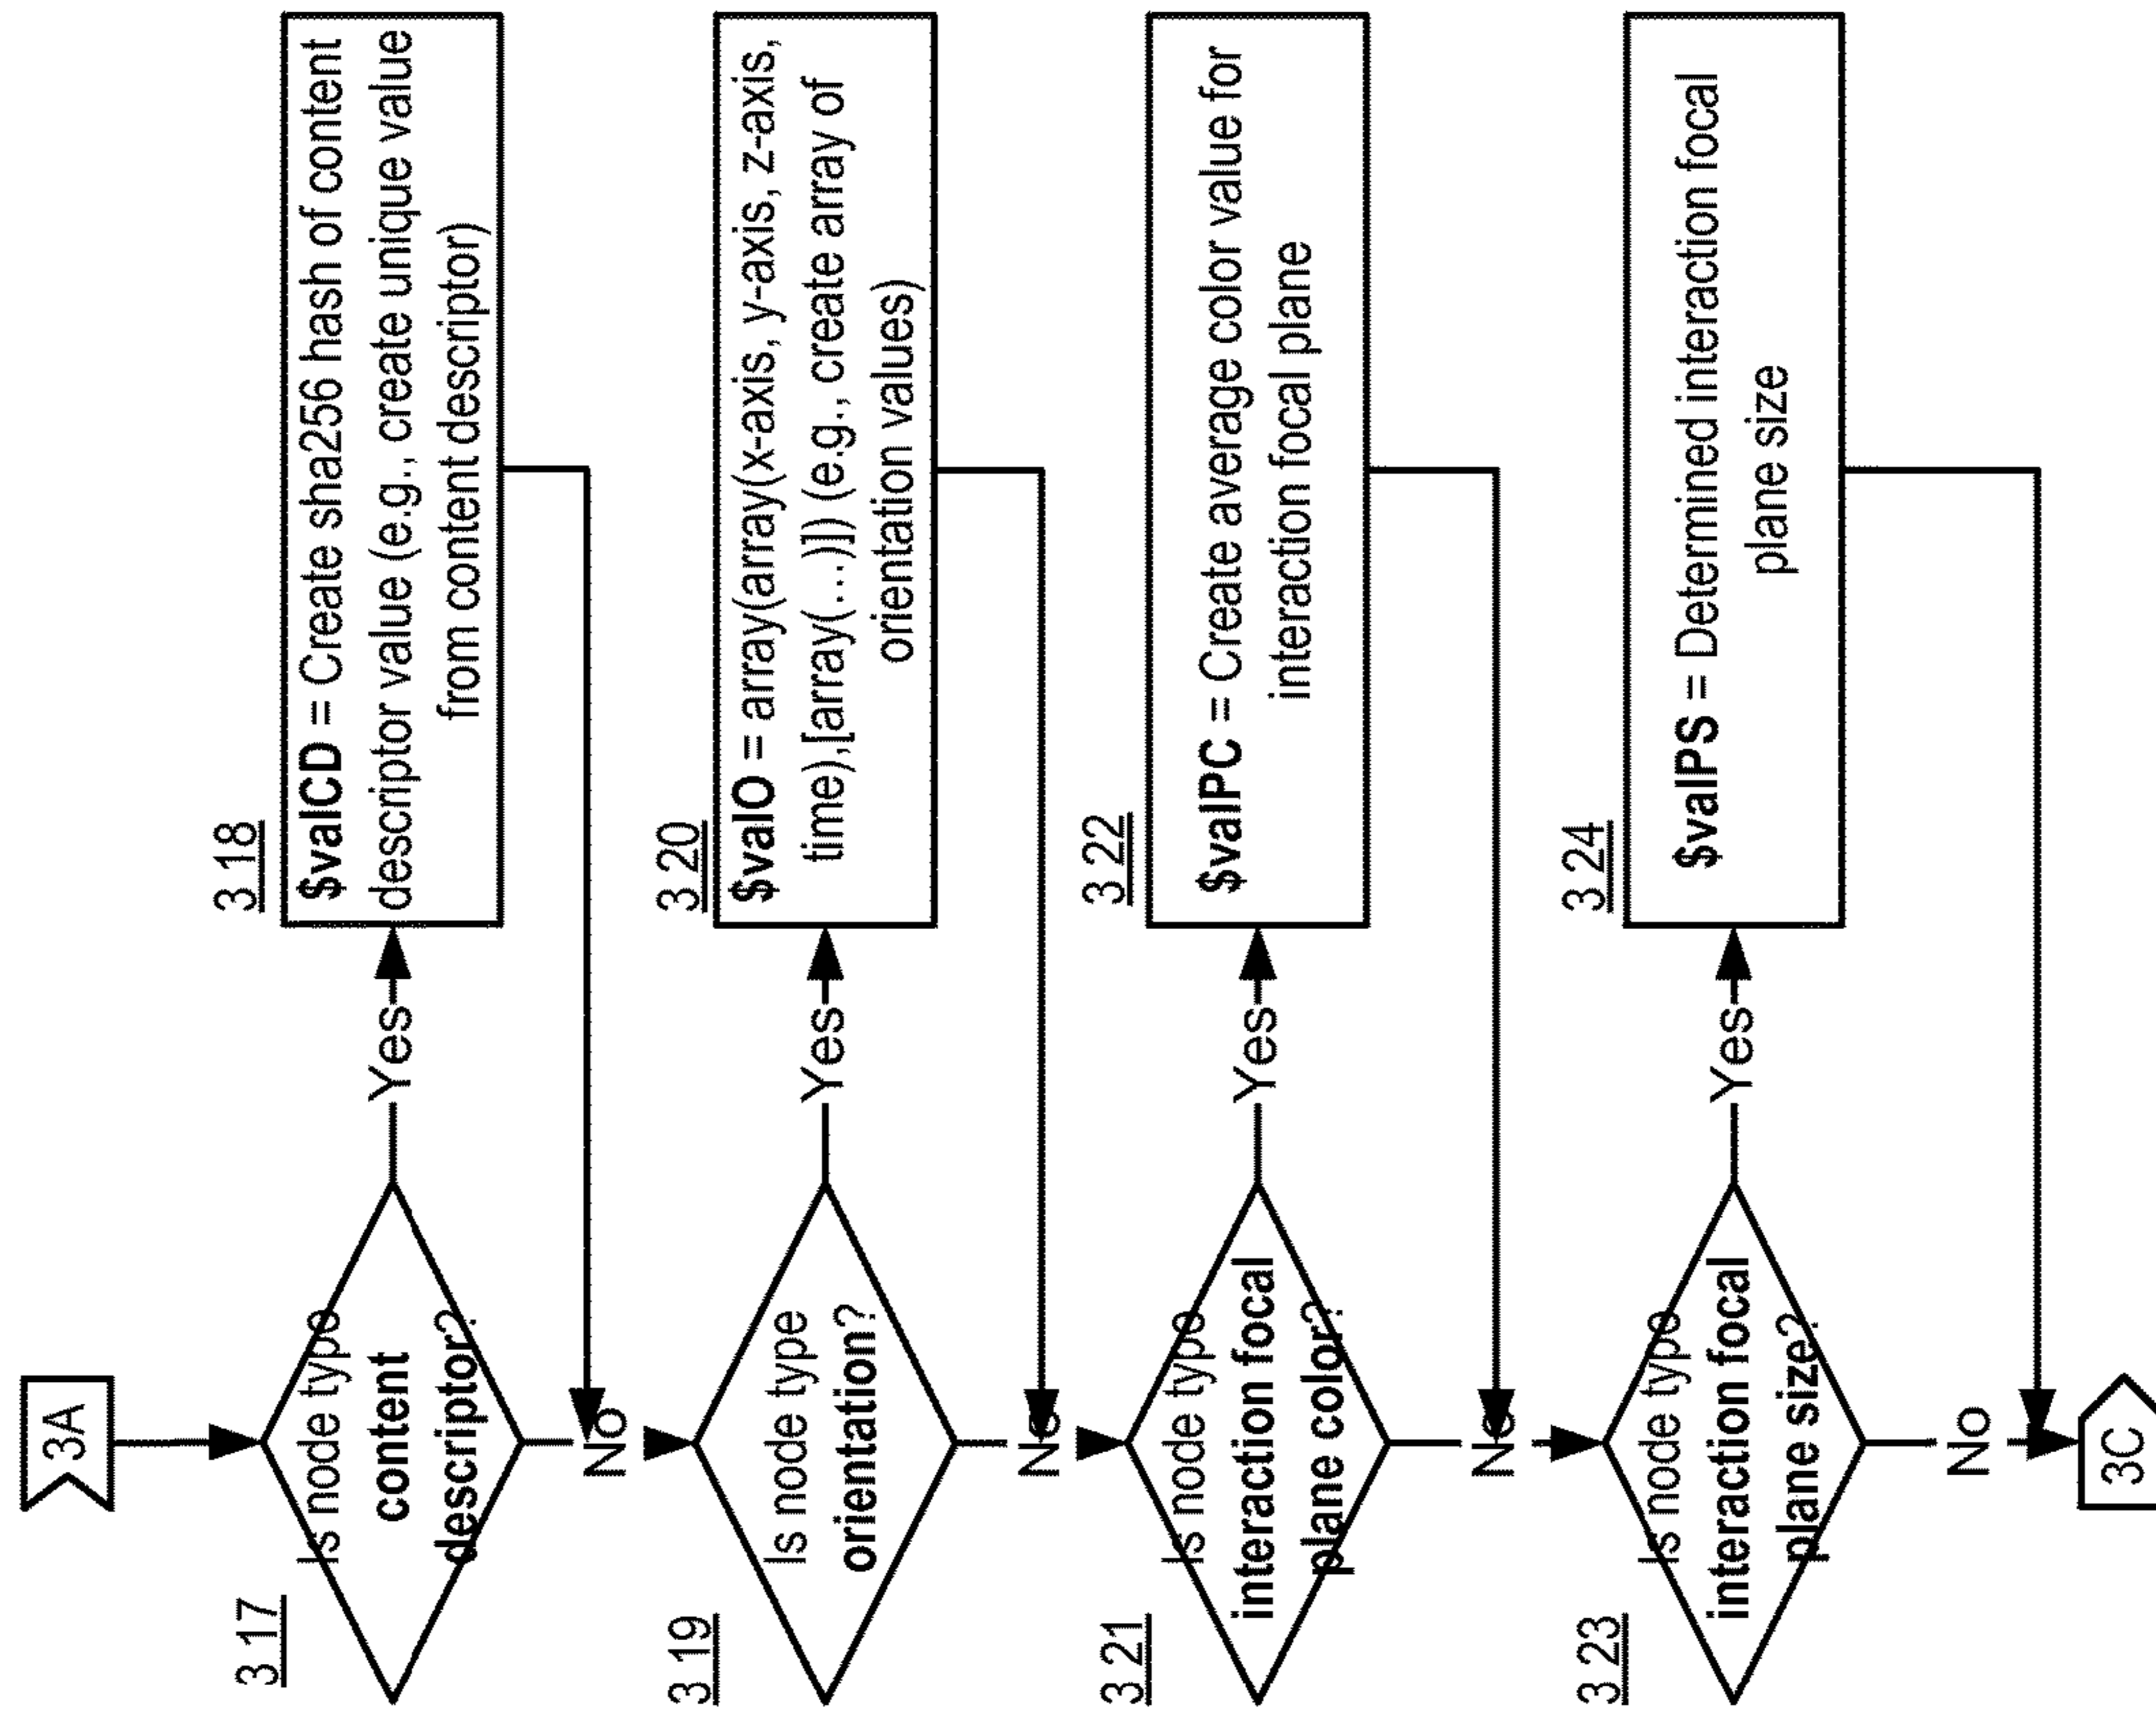 3A
3 17
Is node type
content
descriptor?
Yes
3 18
$valCD = Create sha256 hash of content
descriptor value (e.g., create unique value
from content descriptor)
No
3 19
Is node type
orientation?
Yes
3 20
$valO = array(array(x-axis, y-axis, z-axis,
time),[array(…)]) (e.g., create array of
orientation values)
No
3 21
Is node type
interaction focal
plane color?
Yes
3 22
$valPC = Create average color value for
interaction focal plane
No
3 23
Is node type
interaction focal
plane size?
Yes
3 24
$valPS = Determined interaction focal
plane size
No
3C